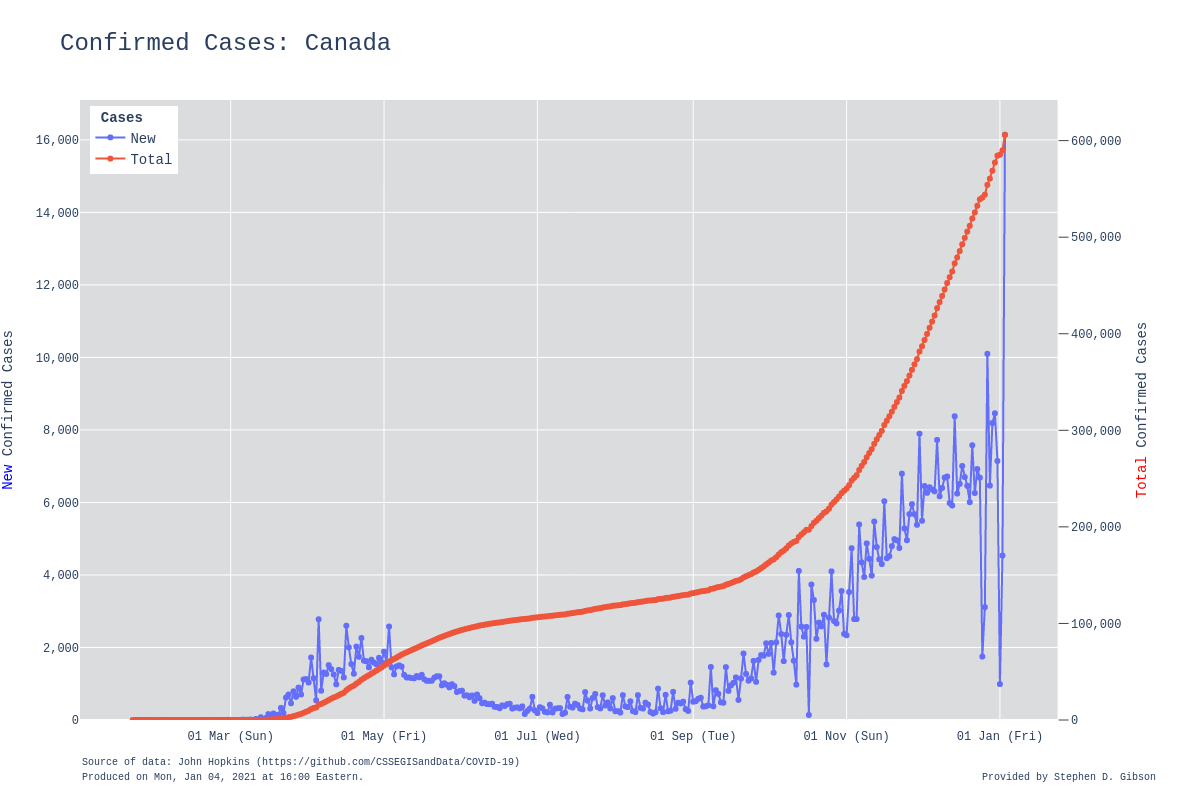 Confirmed Cases: Canada
Cases
New
Total
16,000
14,000
12,000
10,000
8,000
6,000
4,000
2,000
0
New Confirmed Cases
600,000
500,000
400,000
300,000
200,000
100,000
0
Total Confirmed Cases
01 Mar (Sun)
01 May (Fri)
01 Jul (Wed)
01 Sep (Tue)
01 Nov (Sun)
01 Jan (Fri)
Source of data: John Hopkins (https://github.com/CSSEGISandData/COVID-19)
Produced on Mon, Jan 04, 2021 at 16:00 Eastern.
Provided by Stephen D. Gibson